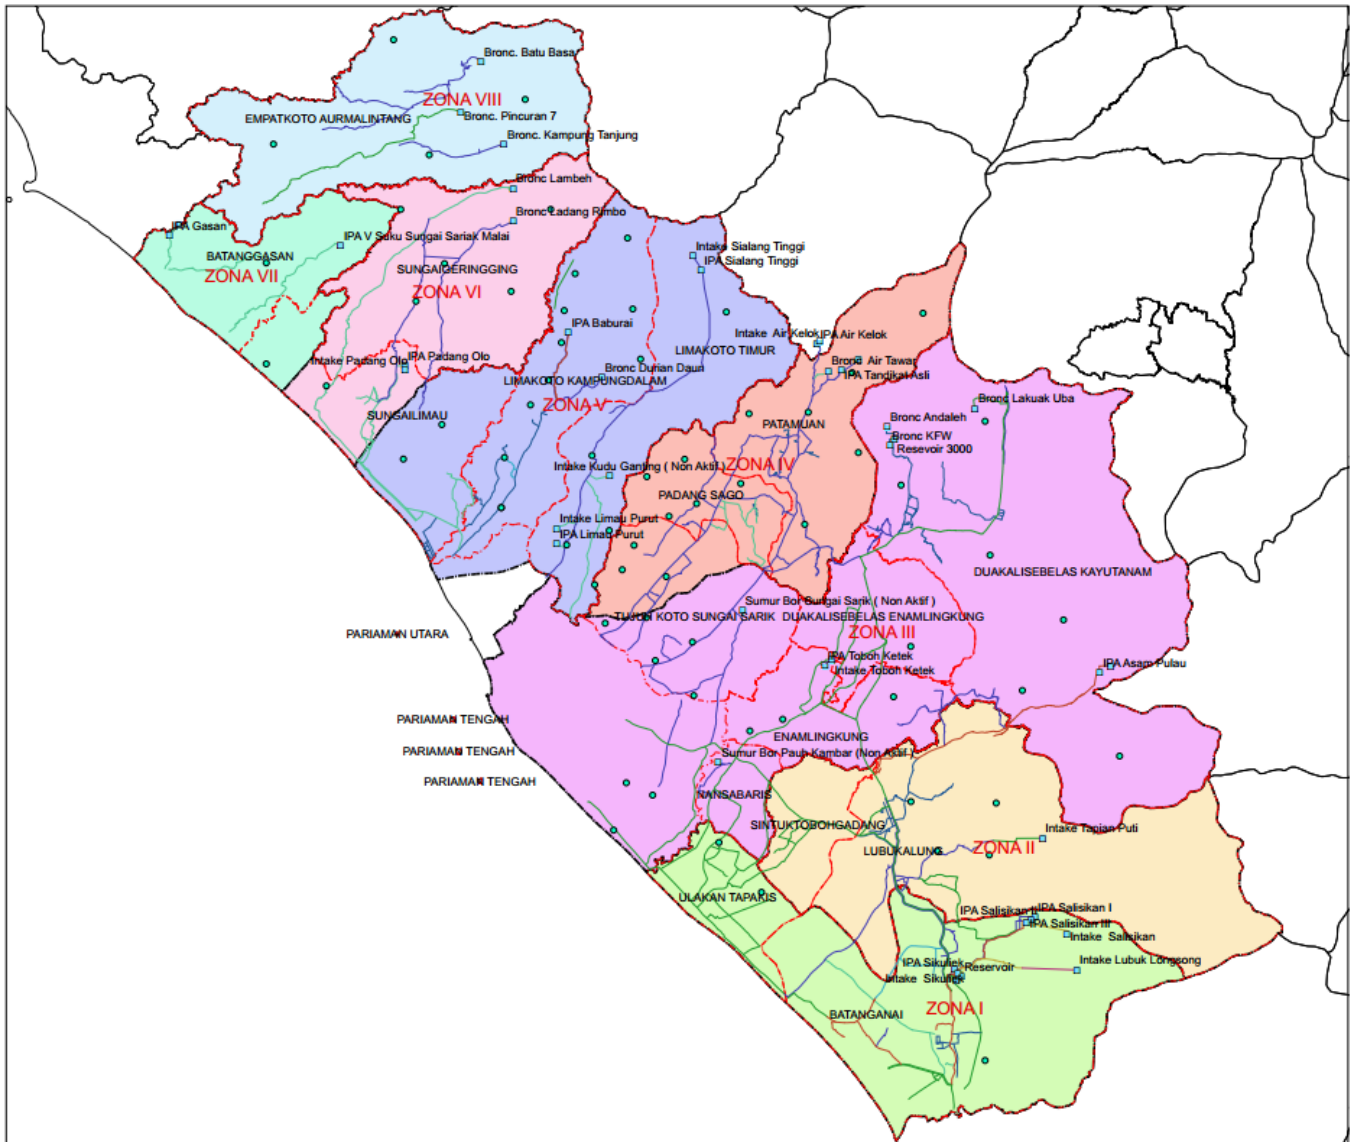 Bronc. Batu Basa
ZONA VIII
EMPATKOTO AURMALINTANG
Bronc. Pincuran 7
Bronc. Kampung Tanjung
Bronc Lambeh
Bronc Ladang Rimbo
IPA Gasan
IPA V Suku Sungai Sariak Malai
BATANGGASAN
ZONA VII
SUNGAIGERINGGING
ZONA VI
Intake Sialang Tinggi
IPA Sialang Tinggi
IPA Baburai
Intake Air Kelok
IPA Air Kelok
LIMAKOTO TIMUR
Intake Padang Olo
IPA Padang Olo
Bronc Air Tawar
IPA Tandikat Asli
Bronc Durian Daun
LIMAKOTO KAMPUNGDALAM
ZONA V
SUNGAILIMAU
PATAMUAN
Bronc Lakuak Uba
Bronc Andaleh
Bronc KFW
Resevoir 3000
Intake Kudu Ganting ( Non Aktif )
ZONA IV
PADANG SAGO
Intake Limau Purut
IPA Limau Purut
DUAKALISEBELAS KAYUTANAM
Sumur Bor Sungai Sarik ( Non Aktif )
TUJUH KOTO SUNGAI SARIK
DUAKALISEBELAS ENAMLINGKUNG
ZONA III
PARIAMAN UTARA
IPA Toboh Ketek
Intake Toboh Ketek
IPA Asam Pulau
PARIAMAN TENGAH
ENAMLINGKUNG
PARIAMAN TENGAH
Sumur Bor Pauh Kambar (Non Aktif )
PARIAMAN TENGAH
NANSABARIS
SINTUKTOBOHGADANG
Intake Tapian Puti
LUBUKALUNG
ZONA II
ULAKAN TAPAKIS
IPA Salisikan II
IPA Salisikan I
IPA Salisikan III
Intake Salisikan
IPA Sikuliek
Reservoir
Intake Lubuk Longsong
Intake Sikuliek
BATANGANAI
ZONA I